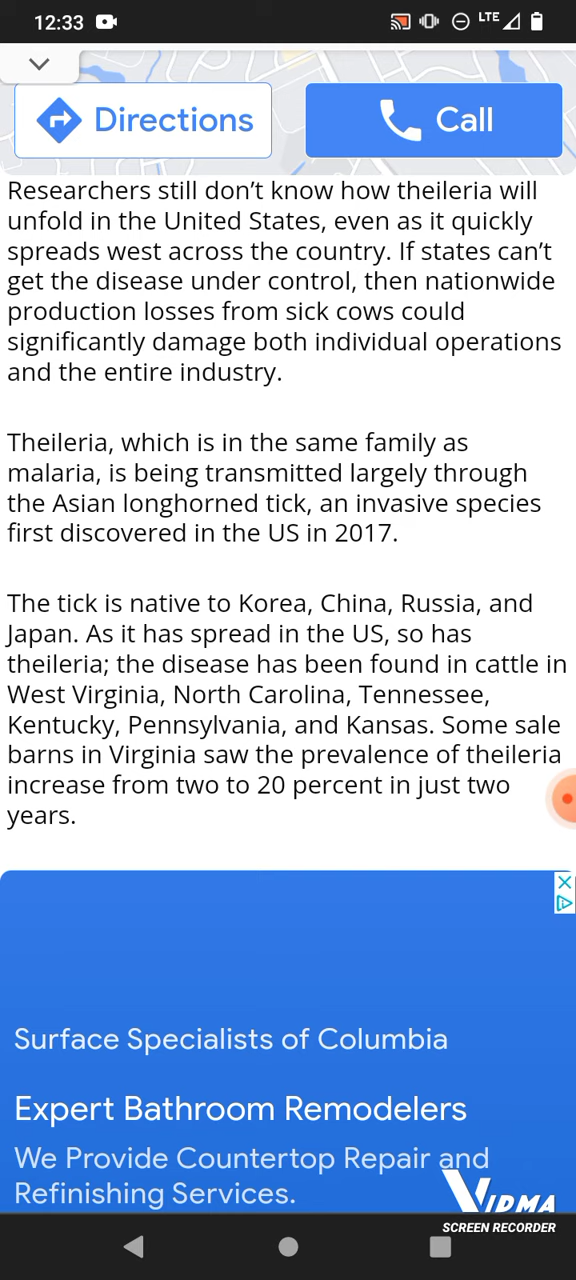 12:33
LTE
Directions
Call
Researchers still don’t know how theileria will
unfold in the United States, even as it quickly
spreads west across the country. If states can’t
get the disease under control, then nationwide
production losses from sick cows could
significantly damage both individual operations
and the entire industry.
Theileria, which is in the same family as
malaria, is being transmitted largely through
the Asian longhorned tick, an invasive species
first discovered in the US in 2017.
The tick is native to Korea, China, Russia, and
Japan. As it has spread in the US, so has
theileria; the disease has been found in cattle in
West Virginia, North Carolina, Tennessee,
Kentucky, Pennsylvania, and Kansas. Some sale
barns in Virginia saw the prevalence of theileria
increase from two to 20 percent in just two
years.
Surface Specialists of Columbia
Expert Bathroom Remodelers
We Provide Countertop Repair and
Refinishing Services.
VIDMA
SCREEN RECORDER